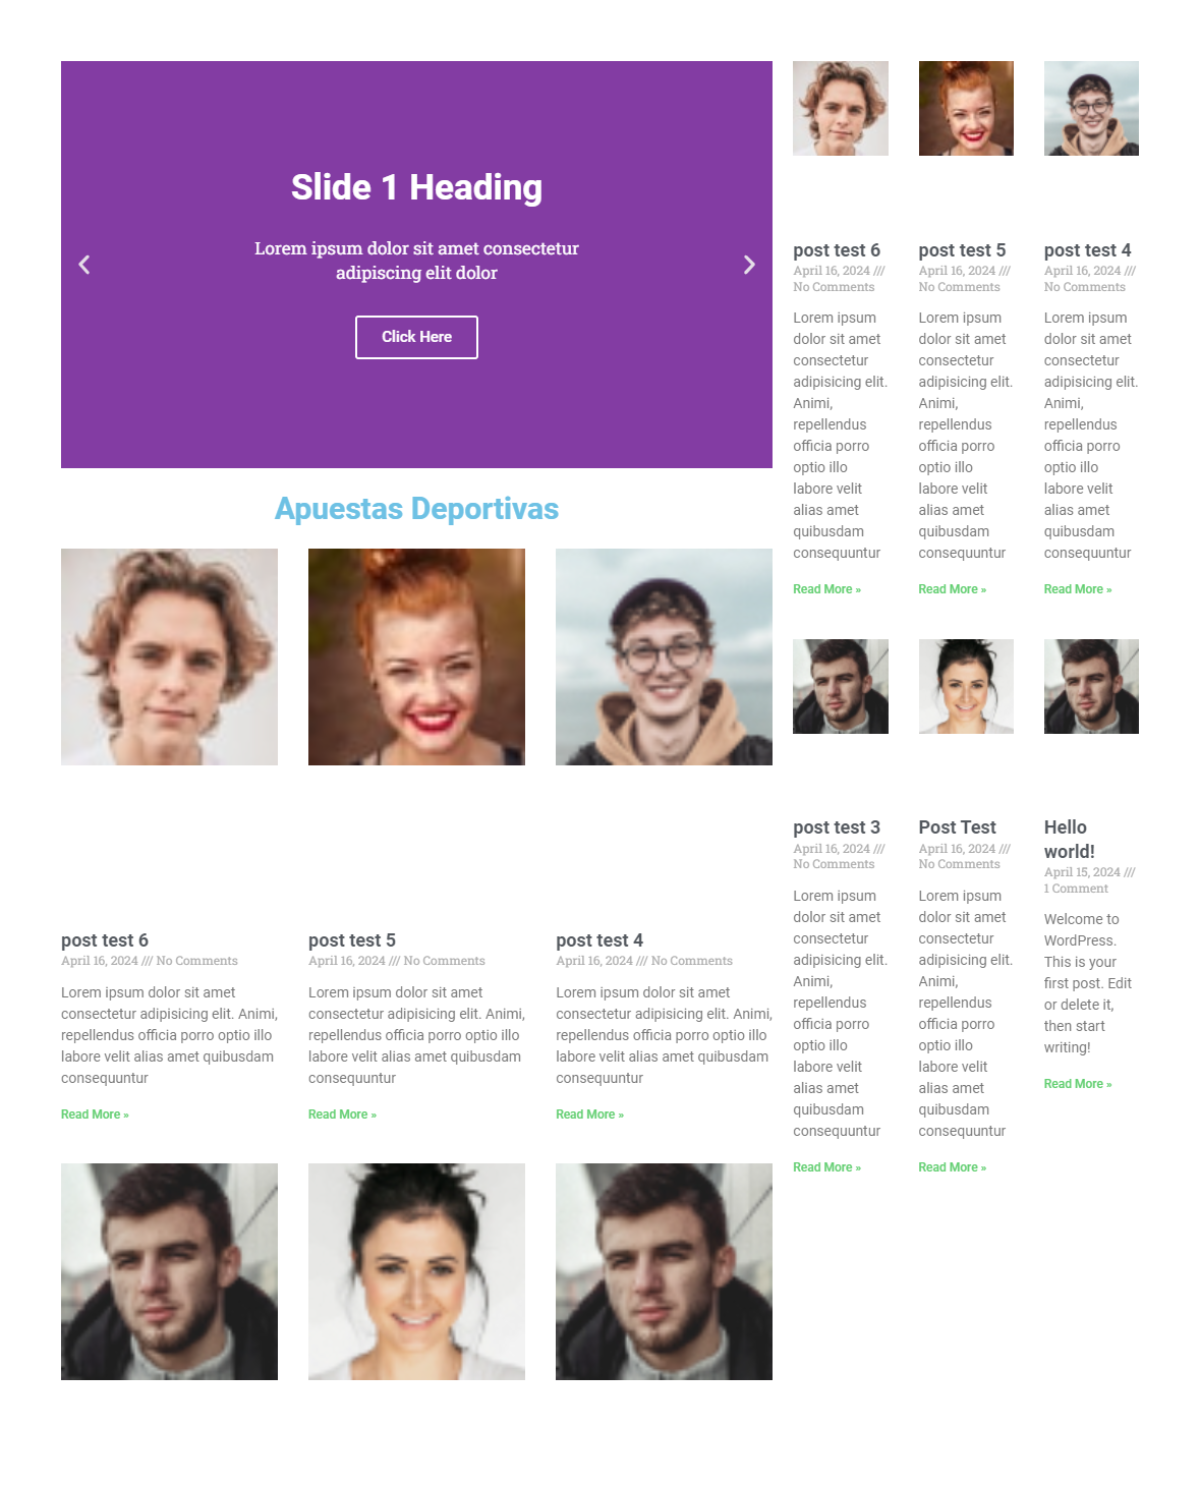 Slide 1 Heading
Lorem ipsum dolor sit amet consectetur
adipiscing elit dolor
Click Here
Apuestas Deportivas
post test 6
April 16, 2024 /// No Comments
Lorem ipsum dolor sit amet
consectetur adipisicing elit. Animi,
repellendus officia porro optio illo
labore velit alias amet quibusdam
consequuntur
Read More »
post test 5
April 16, 2024 /// No Comments
Lorem ipsum dolor sit amet
consectetur adipisicing elit. Animi,
repellendus officia porro optio illo
labore velit alias amet quibusdam
consequuntur
Read More »
post test 4
April 16, 2024 /// No Comments
Lorem ipsum dolor sit amet
consectetur adipisicing elit. Animi,
repellendus officia porro optio illo
labore velit alias amet quibusdam
consequuntur
Read More »
post test 6
April 16, 2024 ///
No Comments
Lorem ipsum
dolor sit amet
consectetur
adipisicing elit.
Animi,
repellendus
officia porro
optio illo
labore velit
alias amet
quibusdam
consequuntur
Read More »
post test 5
April 16, 2024 ///
No Comments
Lorem ipsum
dolor sit amet
consectetur
adipisicing elit.
Animi,
repellendus
officia porro
optio illo
labore velit
alias amet
quibusdam
consequuntur
Read More »
post test 4
April 16, 2024 ///
No Comments
Lorem ipsum
dolor sit amet
consectetur
adipisicing elit.
Animi,
repellendus
officia porro
optio illo
labore velit
alias amet
quibusdam
consequuntur
Read More »
post test 3
April 16, 2024 ///
No Comments
Lorem ipsum
dolor sit amet
consectetur
adipisicing elit.
Animi,
repellendus
officia porro
optio illo
labore velit
alias amet
quibusdam
consequuntur
Read More »
Post Test
April 16, 2024 ///
No Comments
Lorem ipsum
dolor sit amet
consectetur
adipisicing elit.
Animi,
repellendus
officia porro
optio illo
labore velit
alias amet
quibusdam
consequuntur
Read More »
Hello
world!
April 15, 2024 ///
1 Comment
Welcome to
WordPress.
This is your
first post. Edit
or delete it,
then start
writing!
Read More »